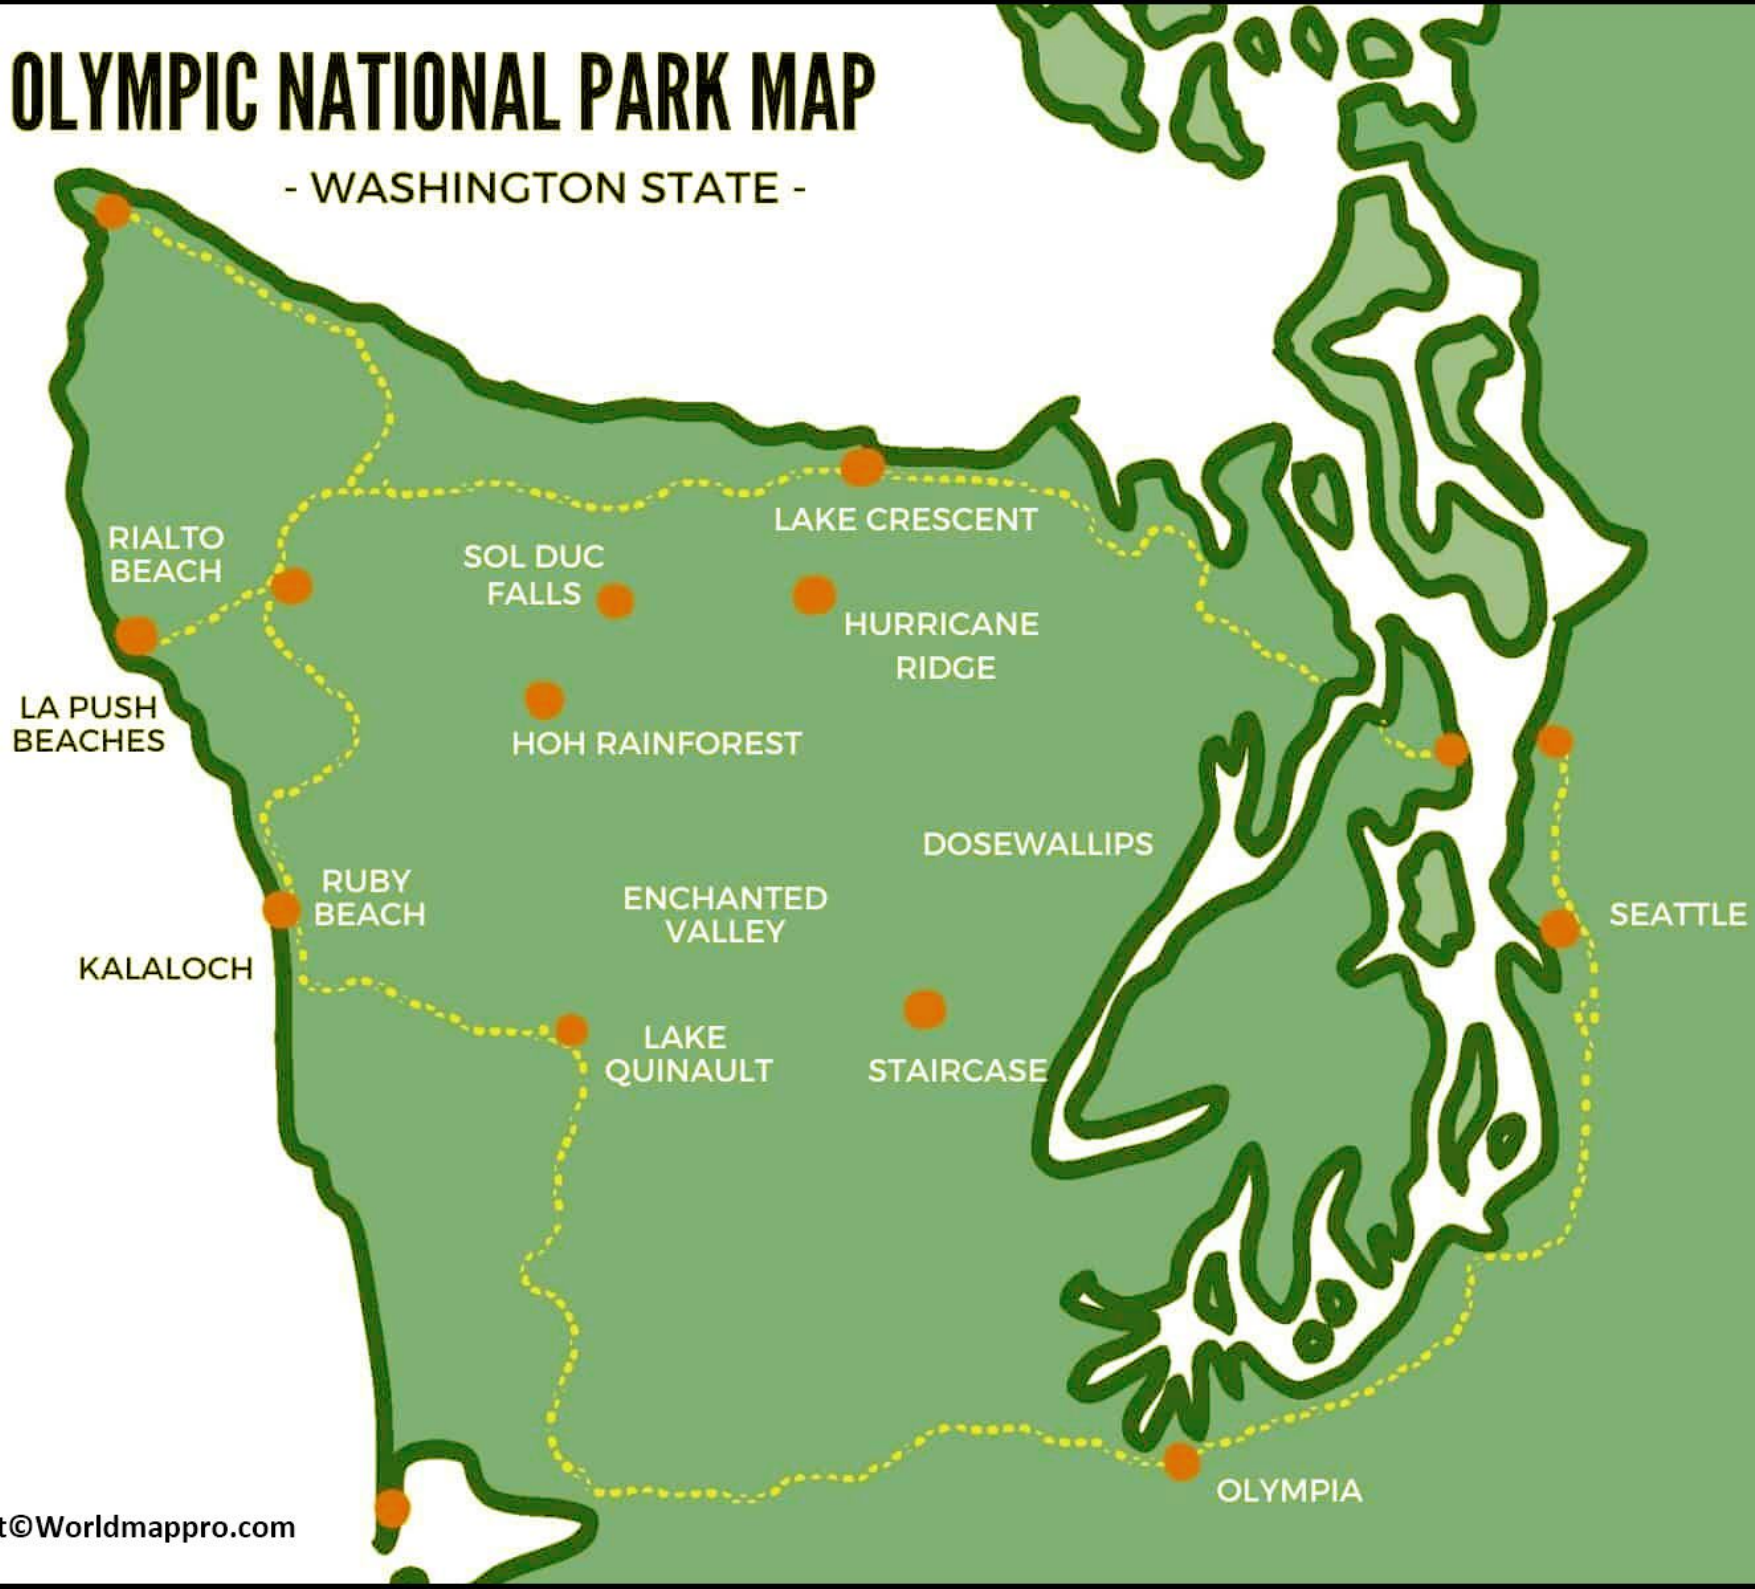 OLYMPIC NATIONAL PARK MAP
- WASHINGTON STATE -
RIALTO
BEACH
SOL DUC
FALLS
LAKE CRESCENT
HURRICANE
RIDGE
LA PUSH
BEACHES
HOH RAINFOREST
DOSEWALLIPS
RUBY
BEACH
ENCHANTED
VALLEY
SEATTLE
KALALOCH
LAKE
QUINAULT
STAIRCASE
OLYMPIA
t©Worldmappro.com